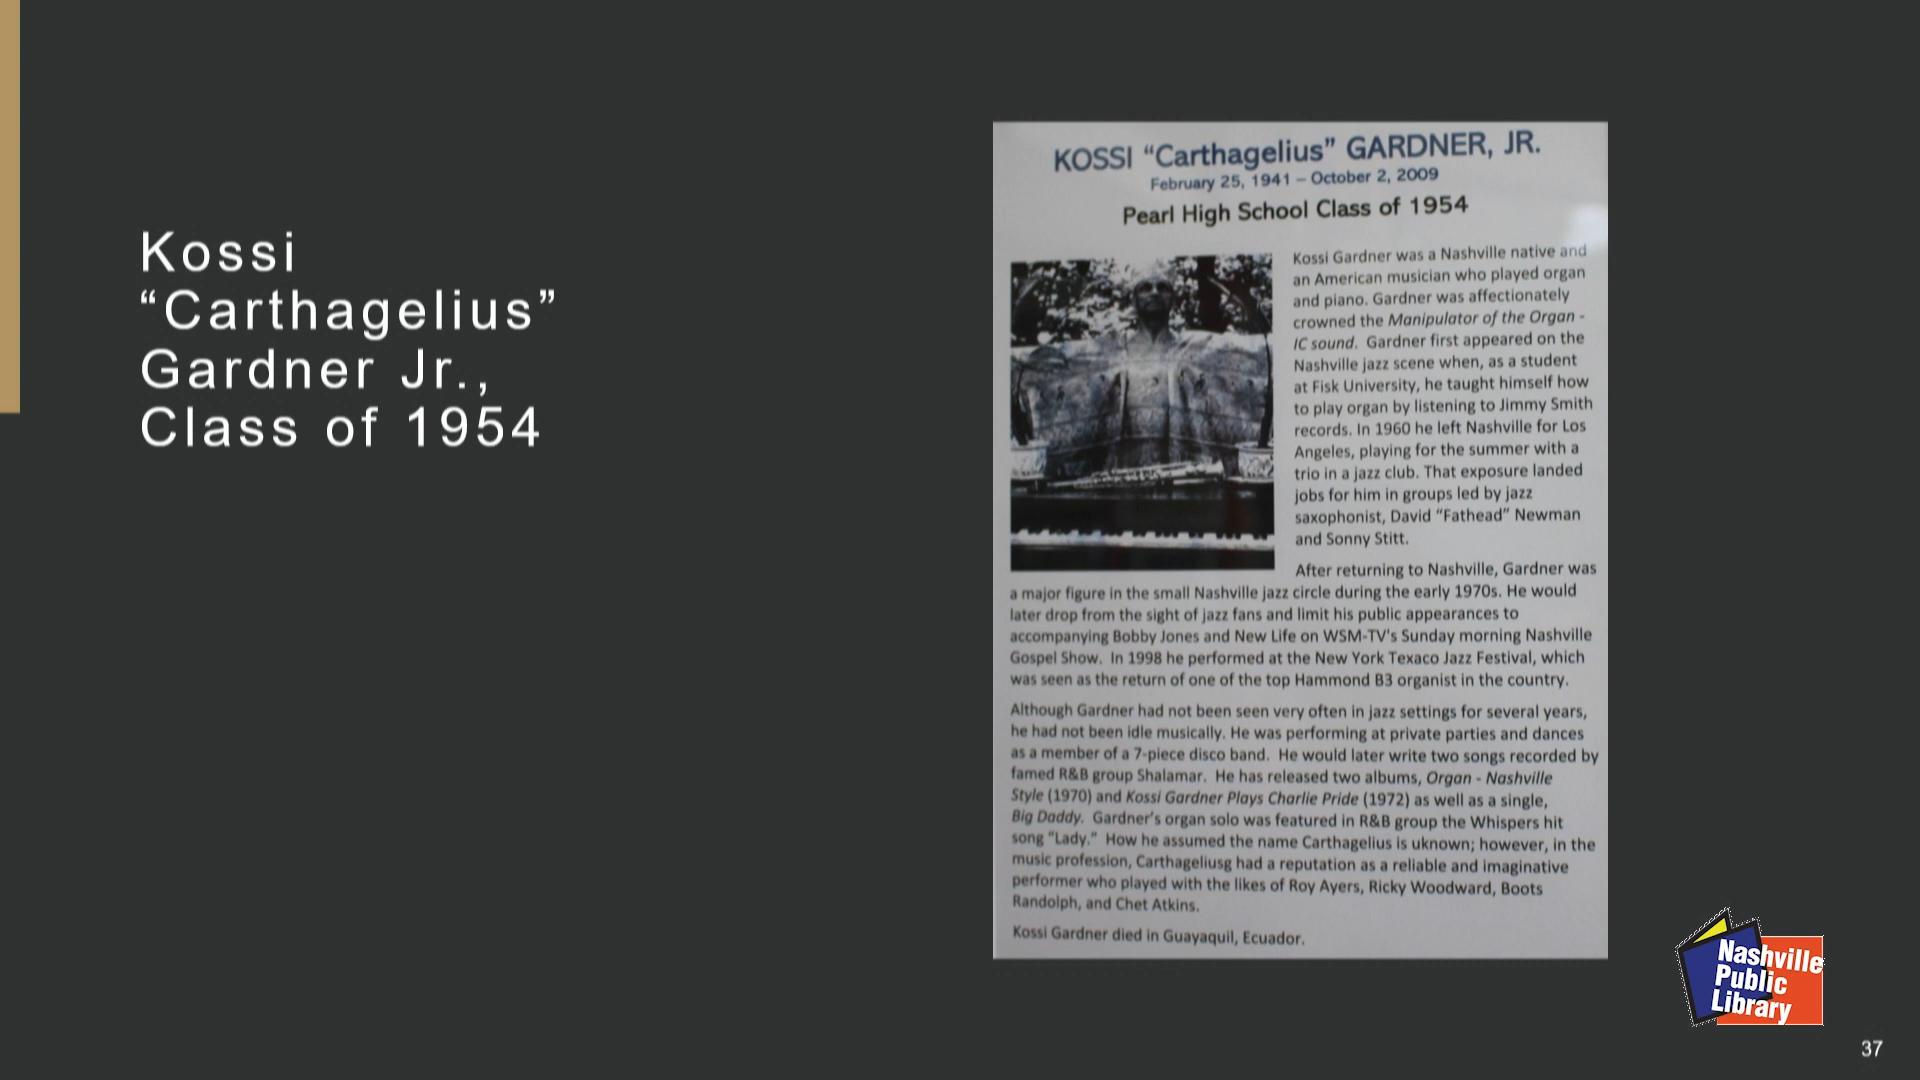 Kossi
“Carthagelius”
Gardner Jr.,
Class of 1954
KOSSI “Carthagelius” GARDNER, JR.
February 25, 1941 – October 2, 2009
Pearl High School Class of 1954
Kossi Gardner was a Nashville native and
an American musician who played organ
and piano. Gardner was affectionately
crowned the Manipulator of the Organ -
IC sound. Gardner first appeared on the
Nashville jazz scene when, as a student
at Fisk University, he taught himself how
to play organ by listening to Jimmy Smith
records. In 1960 he left Nashville for Los
Angeles, playing for the summer with a
trio in a jazz club. That exposure landed
jobs for him in groups led by jazz
saxophonist, David “Fathead” Newman
and Sonny Stitt.
After returning to Nashville, Gardner was
a major figure in the small Nashville jazz circle during the early 1970s. He would
later drop from the sight of jazz fans and limit his public appearances to
accompanying Bobby Jones and New Life on WSM-TV's Sunday morning Nashville
Gospel Show. In 1998 he performed at the New York Texaco Jazz Festival, which
was seen as the return of one of the top Hammond B3 organist in the country.
Although Gardner had not been seen very often in jazz settings for several years,
he had not been idle musically. He was performing at private parties and dances
as a member of a 7-piece disco band. He would later write two songs recorded by
famed R&B group Shalamar. He has released two albums, Organ - Nashville
Style (1970) and Kossi Gardner Plays Charlie Pride (1972) as well as a single,
Big Daddy. Gardner's organ solo was featured in R&B group the Whispers hit
song “Lady.” How he assumed the name Carthagelius is uknown; however, in the
music profession, Carthageliusg had a reputation as a reliable and imaginative
performer who played with the likes of Roy Ayers, Ricky Woodward, Boots
Randolph, and Chet Atkins.
Kossi Gardner died in Guayaquil, Ecuador.
Nashville
Public
Library
37